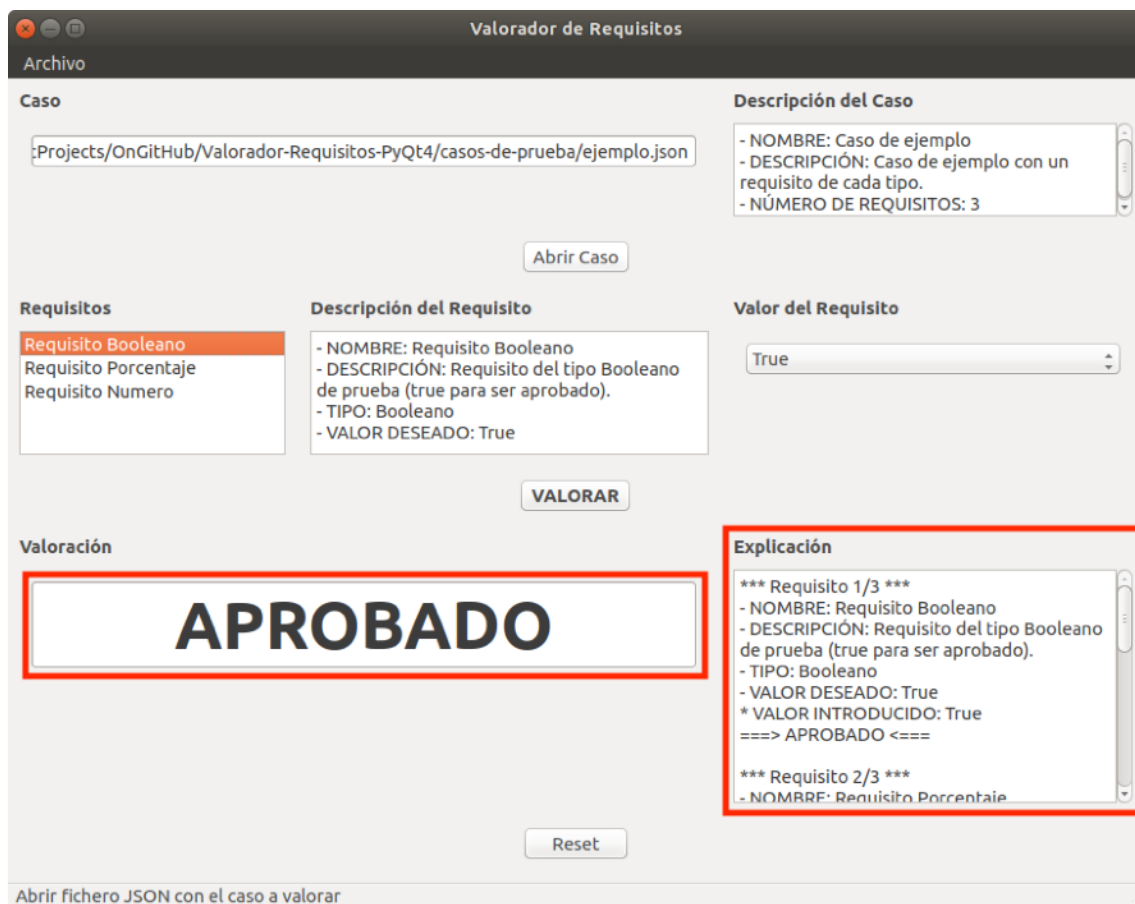 Valorador de Requisitos
Archivo
Caso
:Projects/OnGitHub/Valorador-Requisitos-PyQt4/casos-de-prueba/ejemplo.json
Abrir Caso
Descripción del Caso
- NOMBRE: Caso de ejemplo
- DESCRIPCIÓN: Caso de ejemplo con un
requisito de cada tipo.
- NÚMERO DE REQUISITOS: 3
Requisitos
Requisito Booleano
Requisito Porcentaje
Requisito Numero
Descripción del Requisito
- NOMBRE: Requisito Booleano
- DESCRIPCIÓN: Requisito del tipo Booleano
de prueba (true para ser aprobado).
- TIPO: Booleano
- VALOR DESEADO: True
Valor del Requisito
True
VALORAR
Valoración
APROBADO
Explicación
*** Requisito 1/3 ***
- NOMBRE: Requisito Booleano
- DESCRIPCIÓN: Requisito del tipo Booleano
de prueba (true para ser aprobado).
- TIPO: Booleano
- VALOR DESEADO: True
* VALOR INTRODUCIDO: True
===> APROBADO <===
*** Requisito 2/3 ***
- NOMBRE: Requisito Porcentaje
Reset
Abrir fichero JSON con el caso a valorar